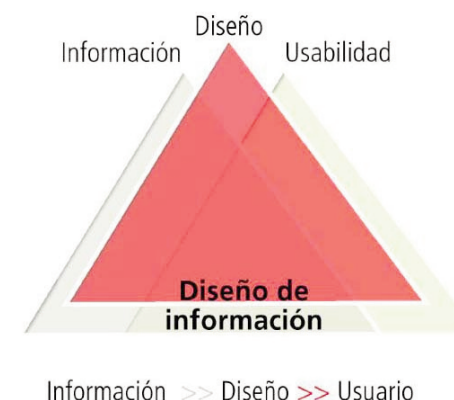 Diseño
Información
Usabilidad
Diseño de
información
Información >> Diseño >> Usuario